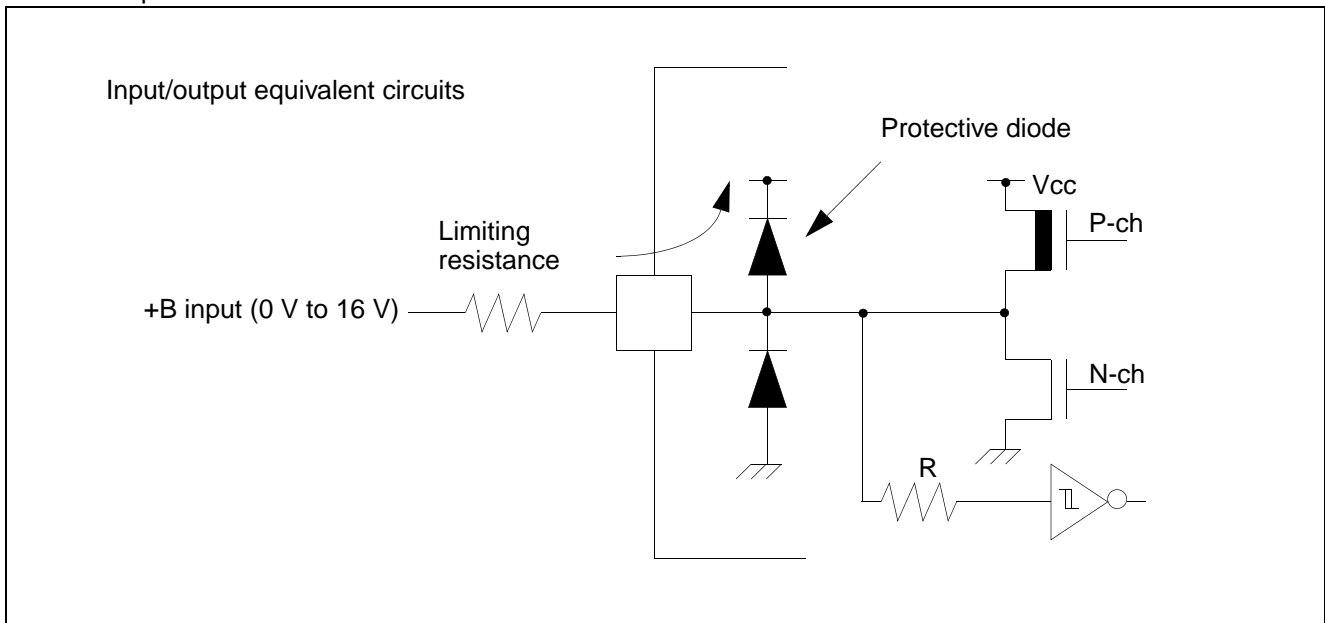 Input/output equivalent circuits
Protective diode
Vcc
P-ch
Limiting
resistance
+B input (0 V to 16 V)
N-ch
R